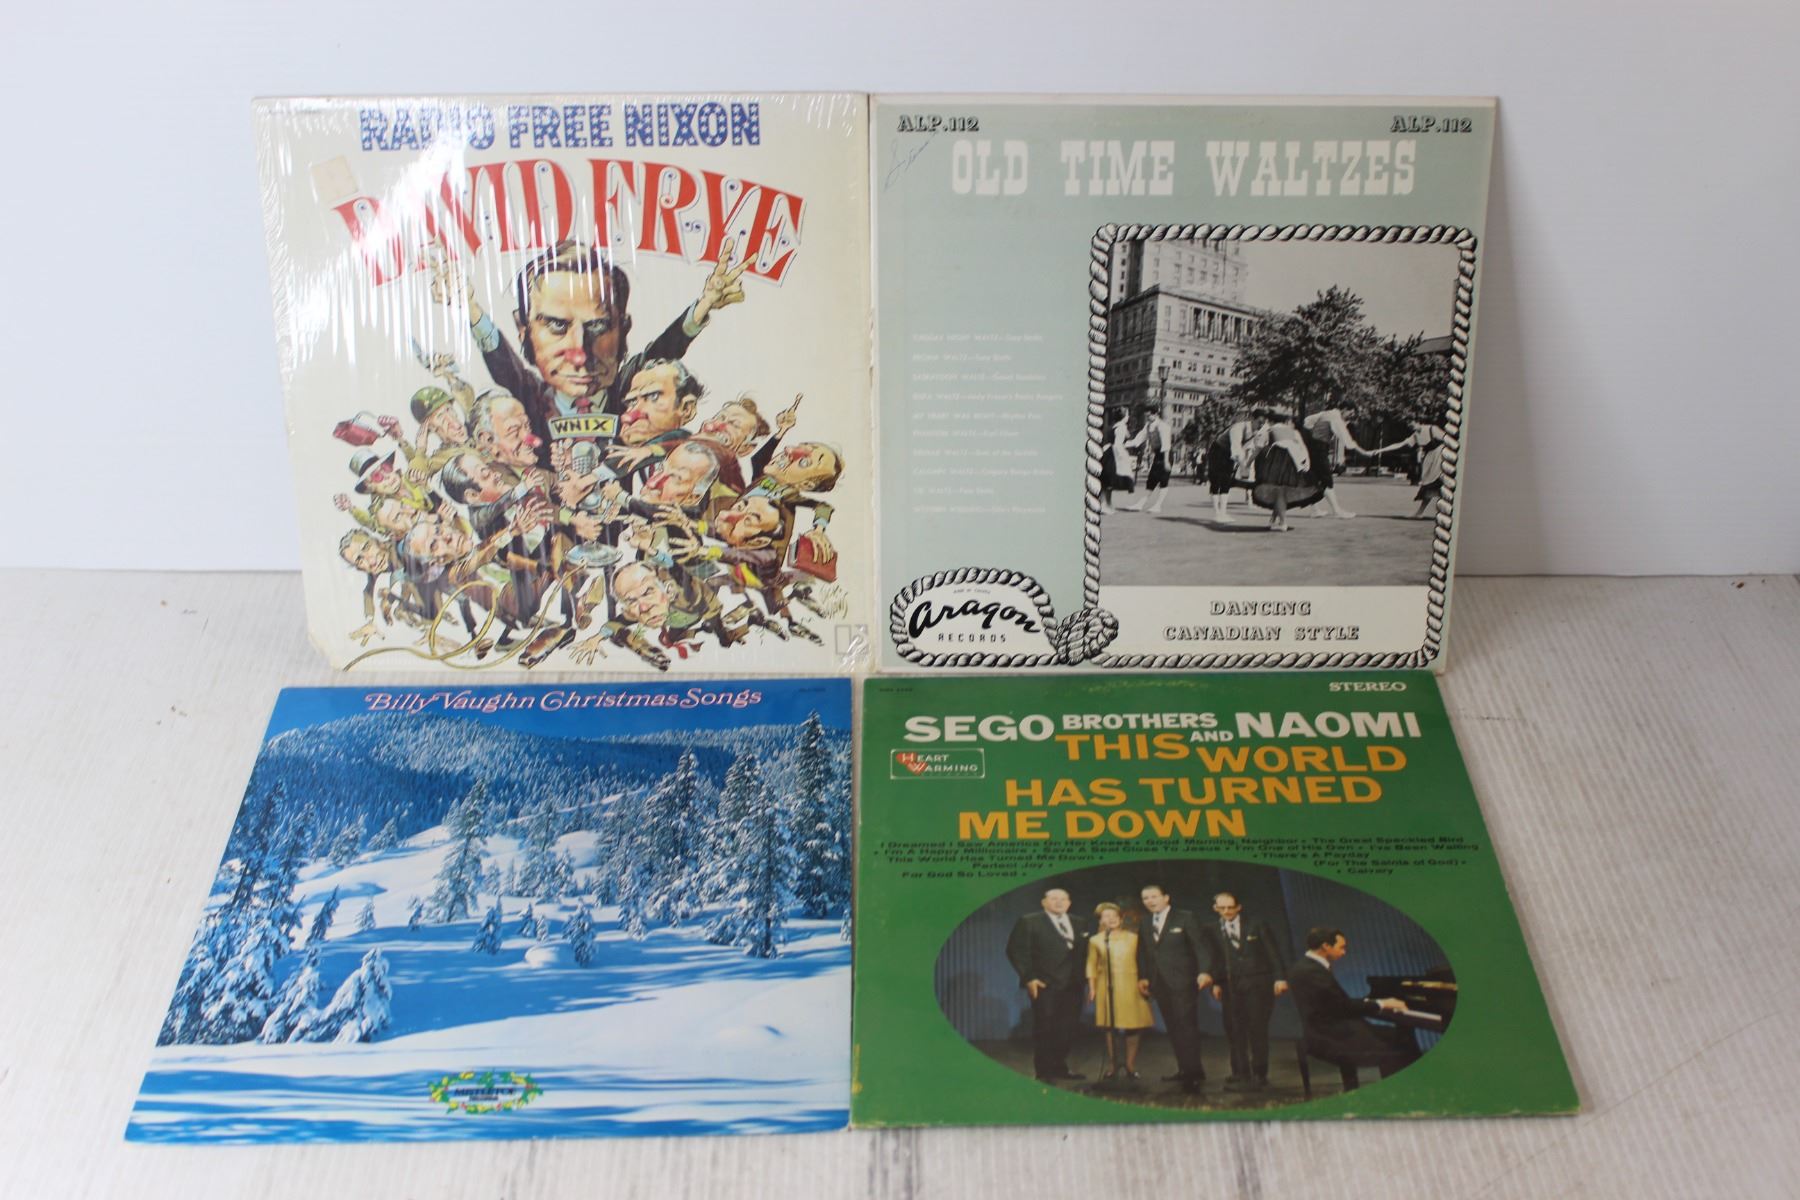 RADIO FREE NIXON
DAVID FRYE
WNIX
ALP.112
ALP.112
OLD TIME WALTZES
aragon
RECORDS
DANCING
CANADIAN STYLE
Billy Vaughn Christmas Songs
MISTLETOE
STEREO
SEGO BROTHERS AND NAOMI
HEART
WARMING
THIS WORLD
HAS TURNED
ME DOWN
I Dreamed I Saw America On Her Knees • Good Morning, Neighbor • The Great Speckled Bird
• I'm A Happy Millionaire • Save A Seat Close To Jesus • I'm One of His Own • I've Been Waiting
This World Has Turned Me Down • • There's A Payday
Perfect Joy • (For The Saints of God) •
For God So Loved • • Calvary